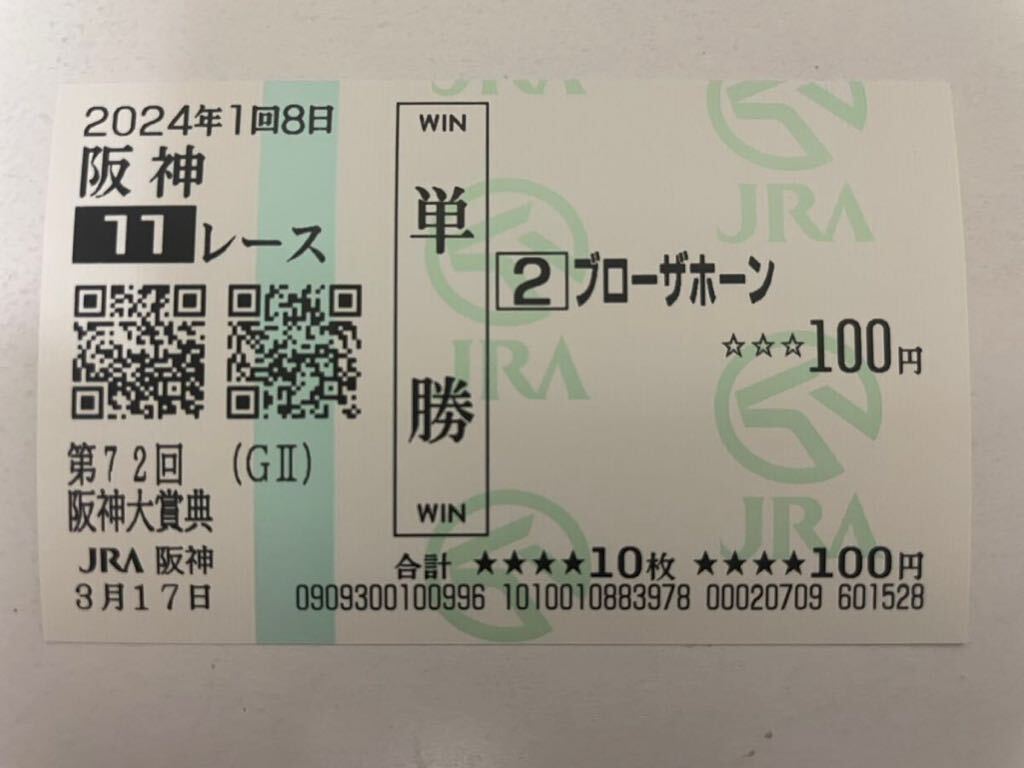 2024年1回8日
阪神
11レース
第72回 (GⅡ)
阪神大賞典
JRA 阪神
3月17日
WIN
単勝
WIN
2 ブローザホーン
☆☆☆100円
合計 ★★★★10枚 ★★★★100円
0909300100996 1010010883978 00020709 601528
JRA
JRA
JRA
JRA